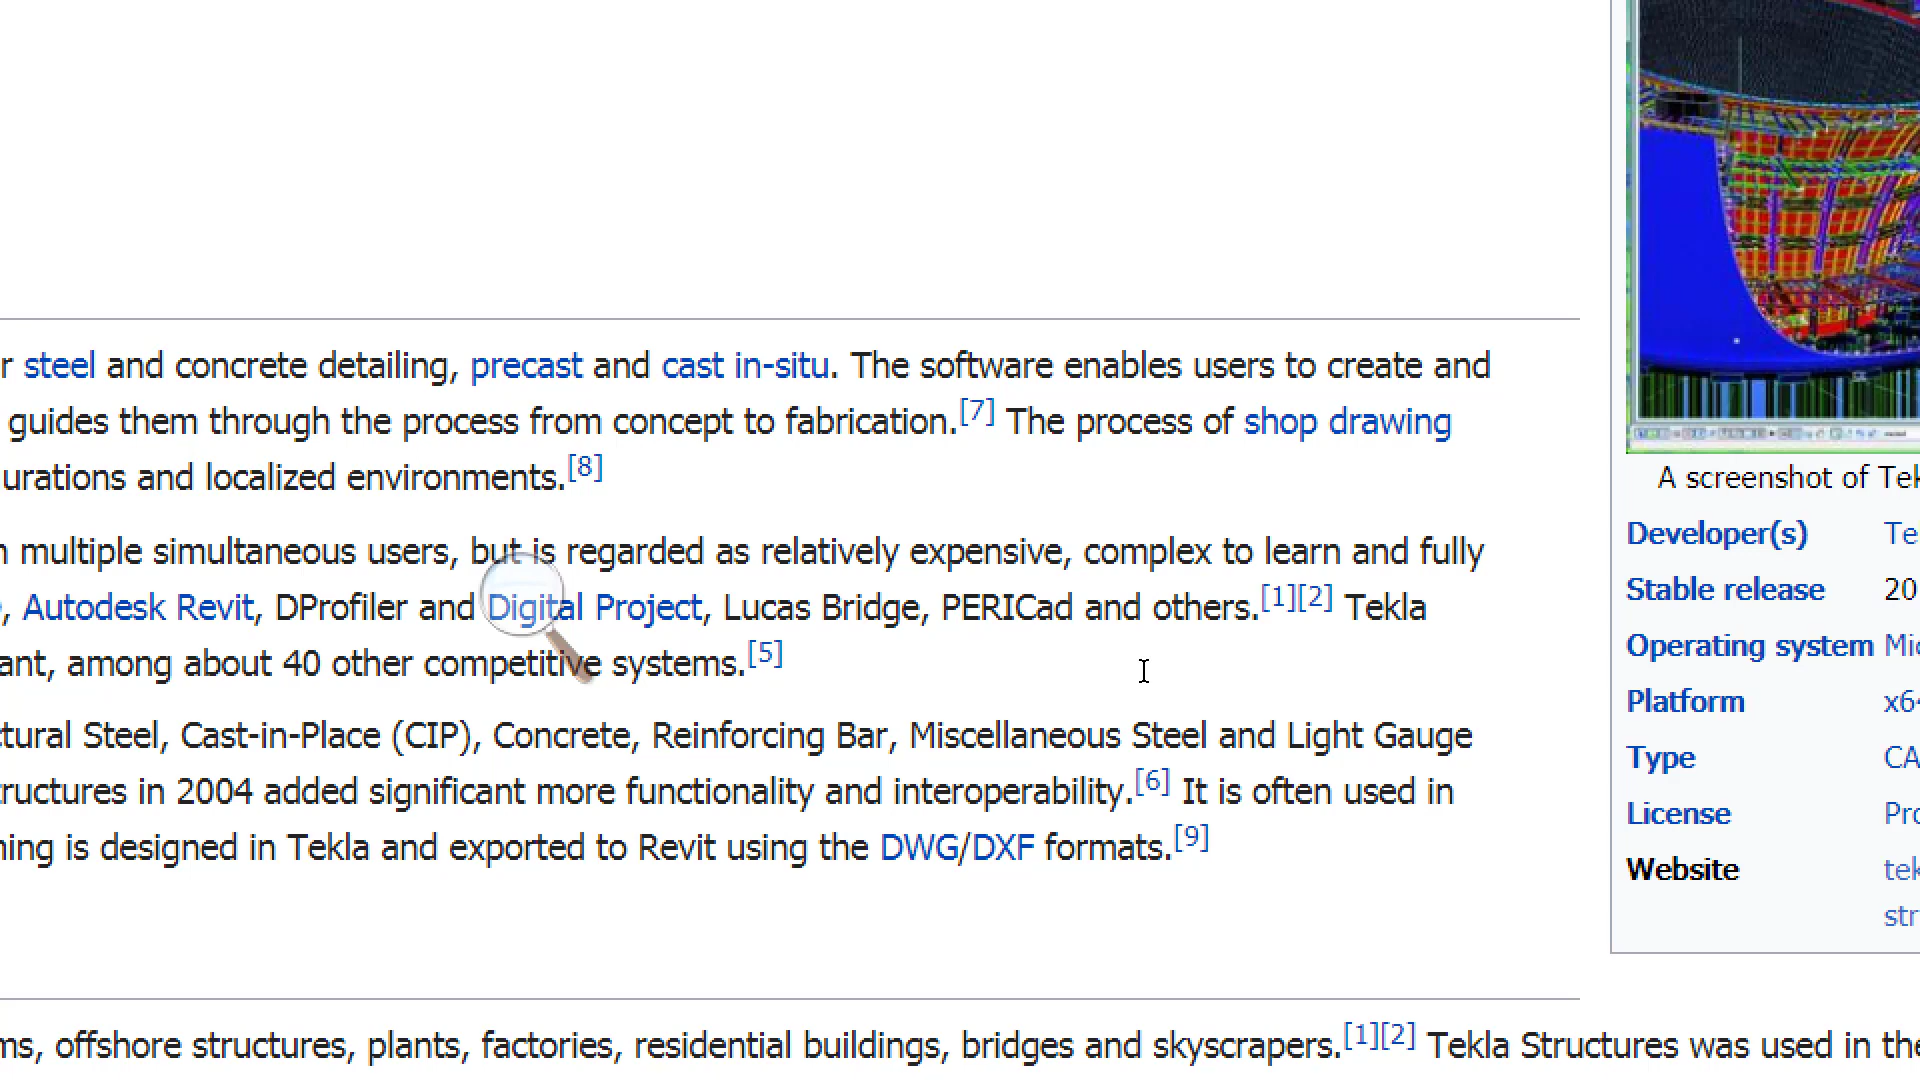 r steel and concrete detailing, precast and cast in-situ. The software enables users to create and
guides them through the process from concept to fabrication.[7] The process of shop drawing
urations and localized environments.[8]
n multiple simultaneous users, but is regarded as relatively expensive, complex to learn and fully
, Autodesk Revit, DProfiler and Digital Project, Lucas Bridge, PERICad and others.[1][2] Tekla
ant, among about 40 other competitive systems.[5]
ctural Steel, Cast-in-Place (CIP), Concrete, Reinforcing Bar, Miscellaneous Steel and Light Gauge
tructures in 2004 added significant more functionality and interoperability.[6] It is often used in
ning is designed in Tekla and exported to Revit using the DWG/DXF formats.[9]
A screenshot of Tek
Developer(s) Te
Stable release 20
Operating system Mic
Platform x64
Type CA
License Pro
Website tek
str
ms, offshore structures, plants, factories, residential buildings, bridges and skyscrapers.[1][2] Tekla Structures was used in the